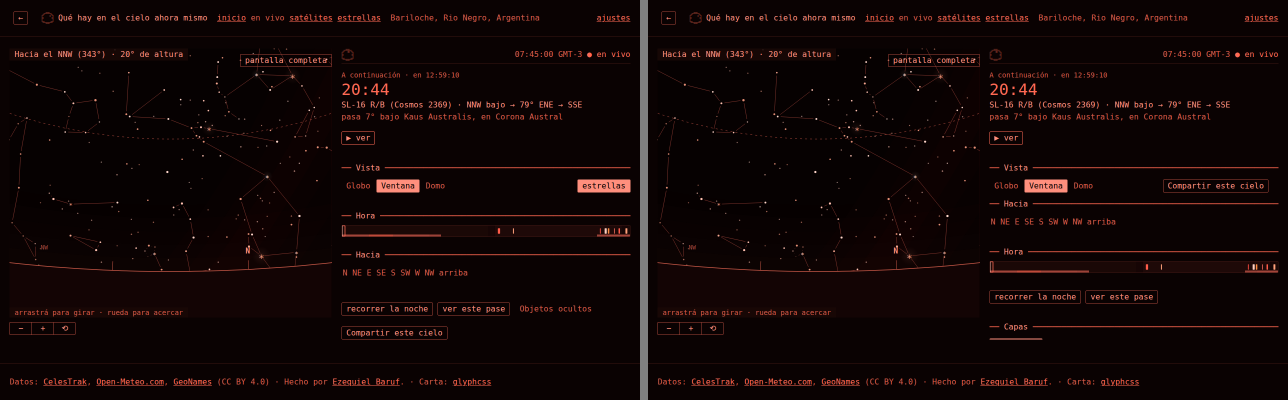 ← Qué hay en el cielo ahora mismo inicio en vivo satélites estrellas Bariloche, Río Negro, Argentina ajustes
Hacia el NNW (343°) · 20° de altura
pantalla completa
07:45:00 GMT-3 ● en vivo
A continuación · en 12:59:10
20:44
SL-16 R/B (Cosmos 2369) · NNW bajo → 79° ENE → SSE
pasa 7° bajo Kaus Australis, en Corona Austral
▶ ver
Vista
Globo Ventana Domo estrellas
Hora
Hacia
N NE E SE S SW W NW arriba
recorrer la noche ver este pase Objetos ocultos
Compartir este cielo
NW
N
arrastrá para girar · rueda para acercar
− + ⟲
Datos: CelesTrak, Open-Meteo.com, GeoNames (CC BY 4.0) · Hecho por Ezequiel Baruf. · Carta: glyphcss
← Qué hay en el cielo ahora mismo inicio en vivo satélites estrellas Bariloche, Río Negro, Argentina ajustes
Hacia el NNW (343°) · 20° de altura
pantalla completa
07:45:00 GMT-3 ● en vivo
A continuación · en 12:59:10
20:44
SL-16 R/B (Cosmos 2369) · NNW bajo → 79° ENE → SSE
pasa 7° bajo Kaus Australis, en Corona Austral
▶ ver
Vista
Globo Ventana Domo Compartir este cielo
Hacia
N NE E SE S SW W NW arriba
Hora
recorrer la noche ver este pase
Capas
NW
N
arrastrá para girar · rueda para acercar
− + ⟲
Datos: CelesTrak, Open-Meteo.com, GeoNames (CC BY 4.0) · Hecho por Ezequiel Baruf. · Carta: glyphcss